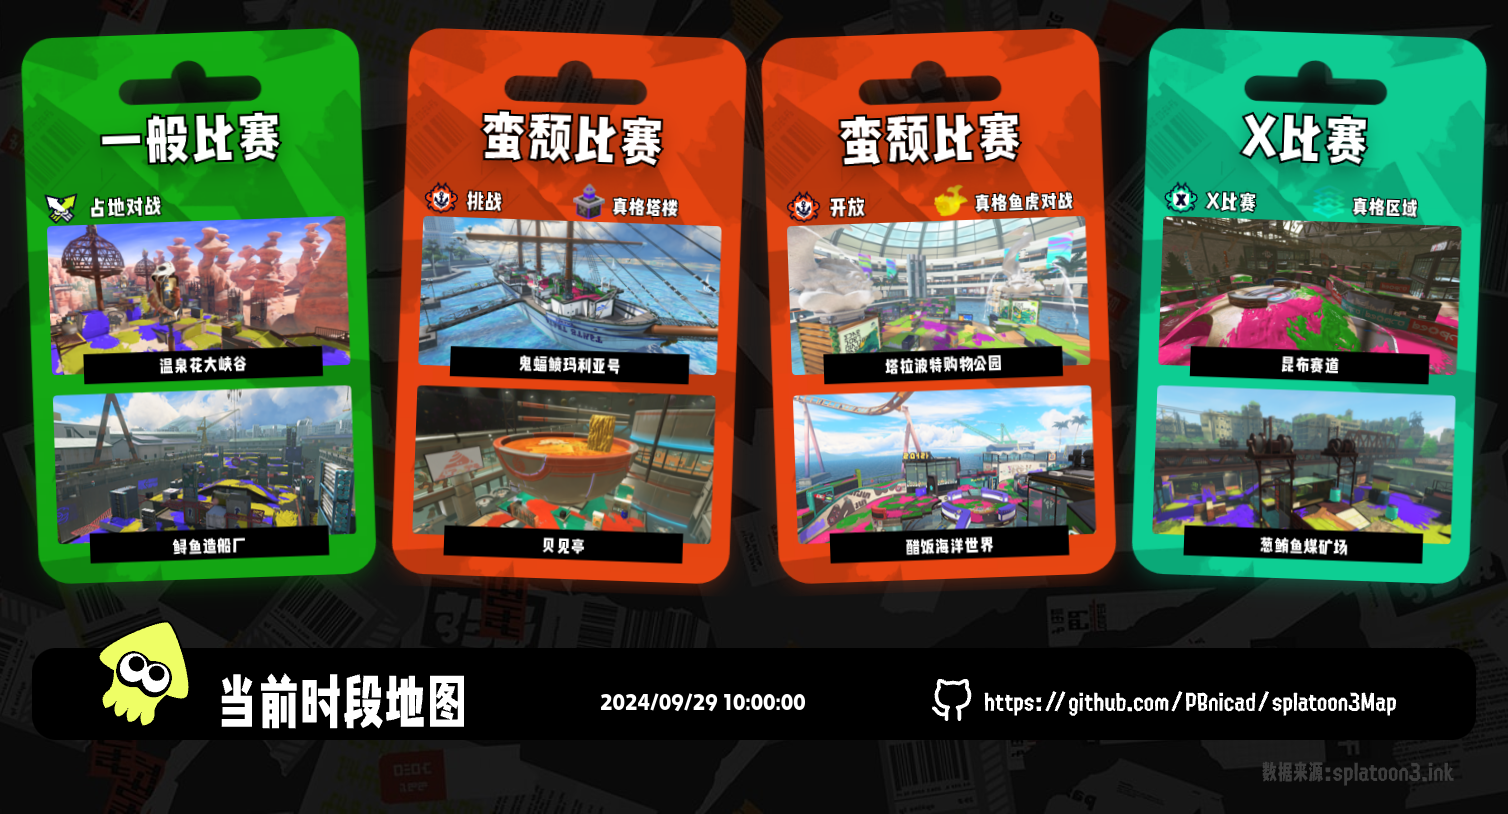 一般比赛
占地对战
温泉花大峡谷
鲟鱼造船厂
蛮颓比赛
挑战
真格塔楼
鬼蝠鲼玛利亚号
贝见亭
蛮颓比赛
开放
真格鱼虎对战
塔拉波特购物公园
醋饭海洋世界
X比赛
X比赛
真格区域
昆布赛道
葱鲔鱼煤矿场
当前时段地图
2024/09/29 10:00:00
https://github.com/PBnicad/splatoon3Map
数据来源:splatoon3.ink